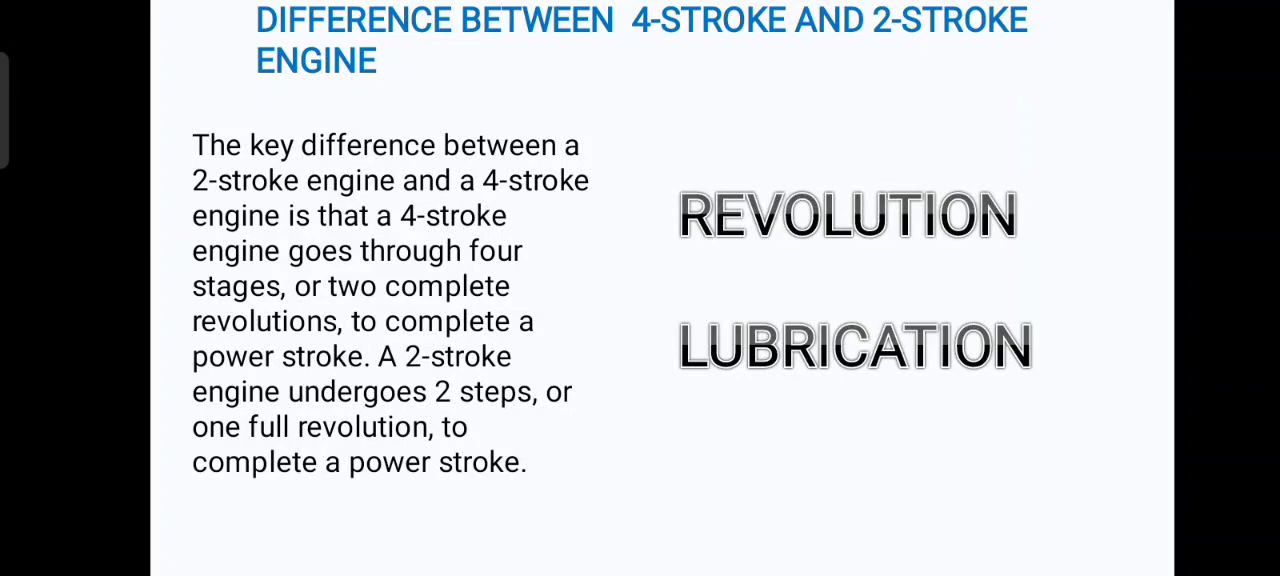 DIFFERENCE BETWEEN 4-STROKE AND 2-STROKE
ENGINE
The key difference between a
2-stroke engine and a 4-stroke
engine is that a 4-stroke
engine goes through four
stages, or two complete
revolutions, to complete a
power stroke. A 2-stroke
engine undergoes 2 steps, or
one full revolution, to
complete a power stroke.
REVOLUTION
LUBRICATION